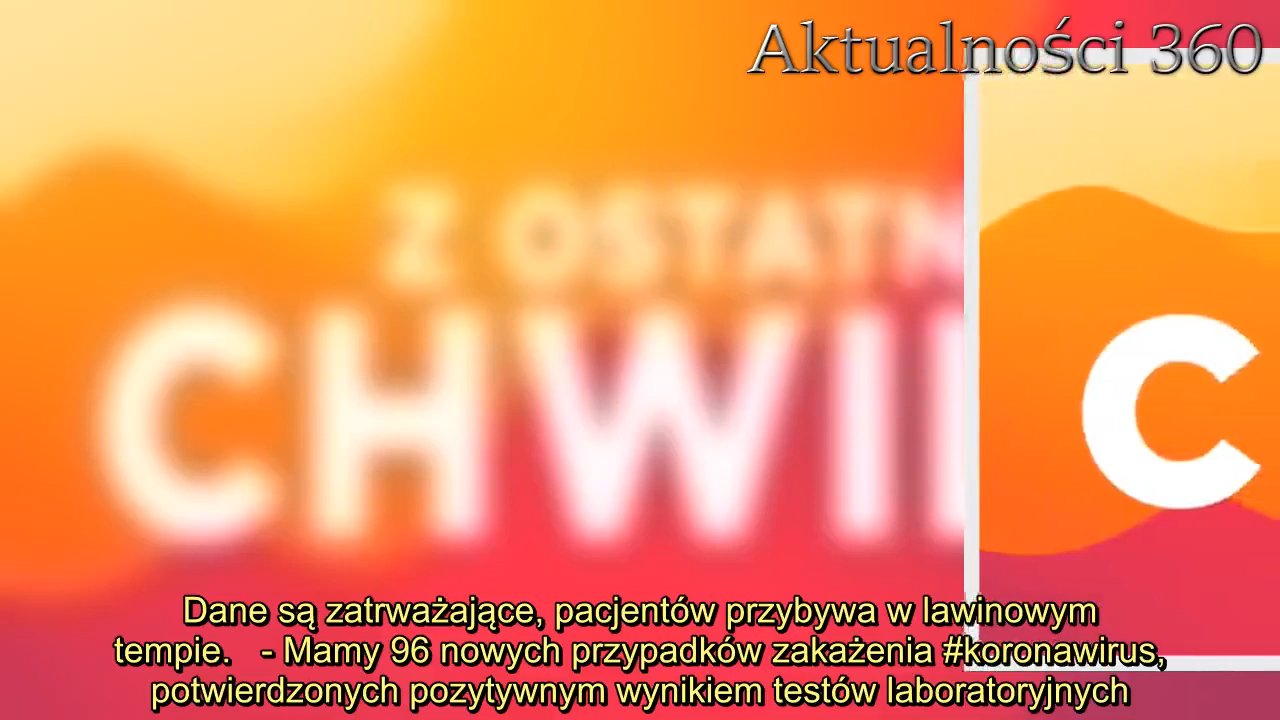 Aktualności 360
Z OSTATN
CHWIL
C
Dane są zatrważające, pacjentów przybywa w lawinowym
tempie. - Mamy 96 nowych przypadków zakażenia #koronawirus,
potwierdzonych pozytywnym wynikiem testów laboratoryjnych